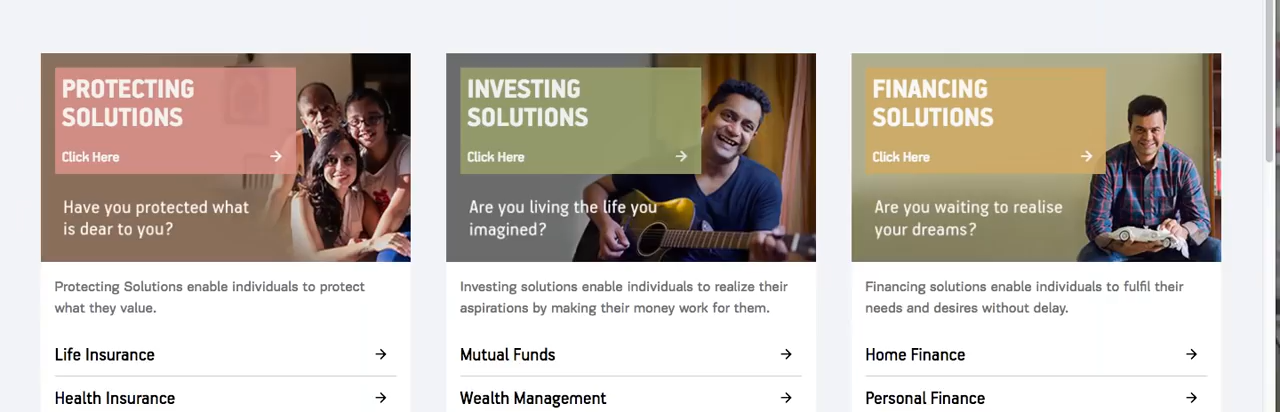 PROTECTING
SOLUTIONS
Click Here
Have you protected what
is dear to you?
Protecting Solutions enable individuals to protect
what they value.
Life Insurance
Health Insurance
INVESTING
SOLUTIONS
Click Here
Are you living the life you
imagined?
Investing solutions enable individuals to realize their
aspirations by making their money work for them.
Mutual Funds
Wealth Management
FINANCING
SOLUTIONS
Click Here
Are you waiting to realise
your dreams?
Financing solutions enable individuals to fulfil their
needs and desires without delay.
Home Finance
Personal Finance